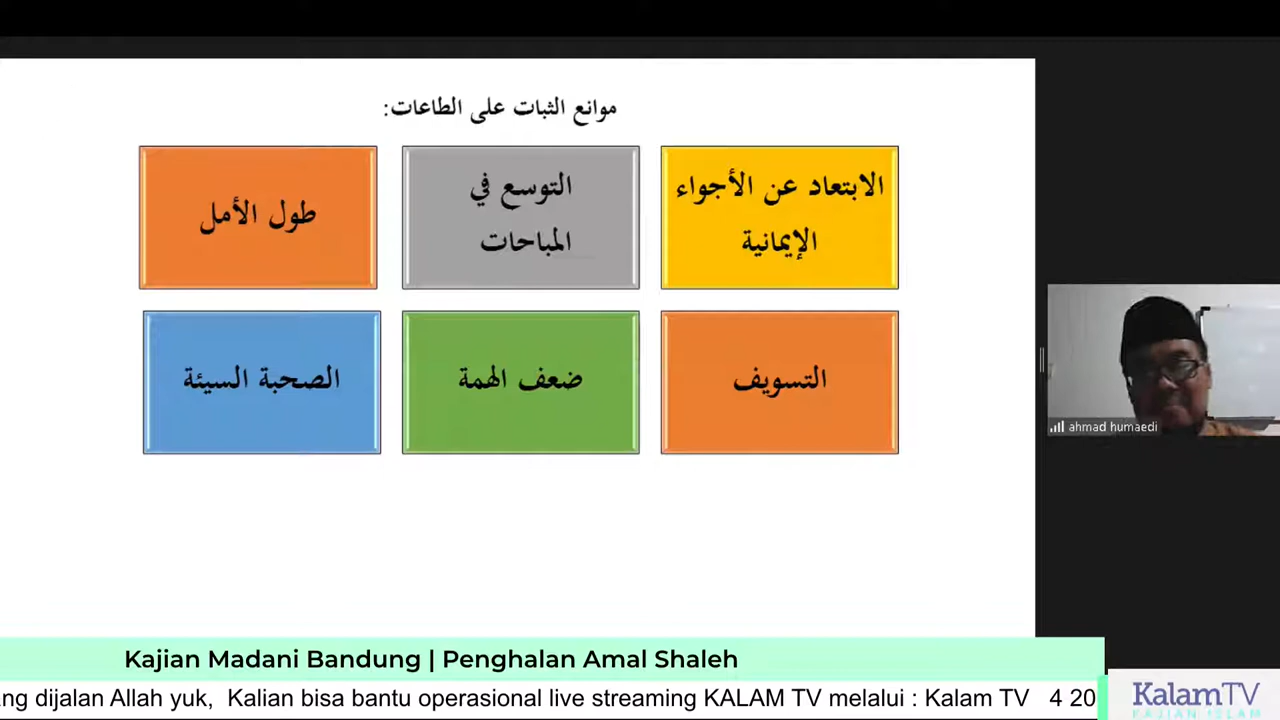 موانع الثبات على الطاعات:
الابتعاد عن الأجواء
الإيمانية
التوسع في
المباحات
طول الأمل
التسويف
ضعف الهمة
الصحبة السيئة
ahmad humaedi
Kajian Madani Bandung | Penghalan Amal Shaleh
ng dijalan Allah yuk, Kalian bisa bantu operasional live streaming KALAM TV melalui : Kalam TV 4 20
KalamTV
KAJIAN ISLAM